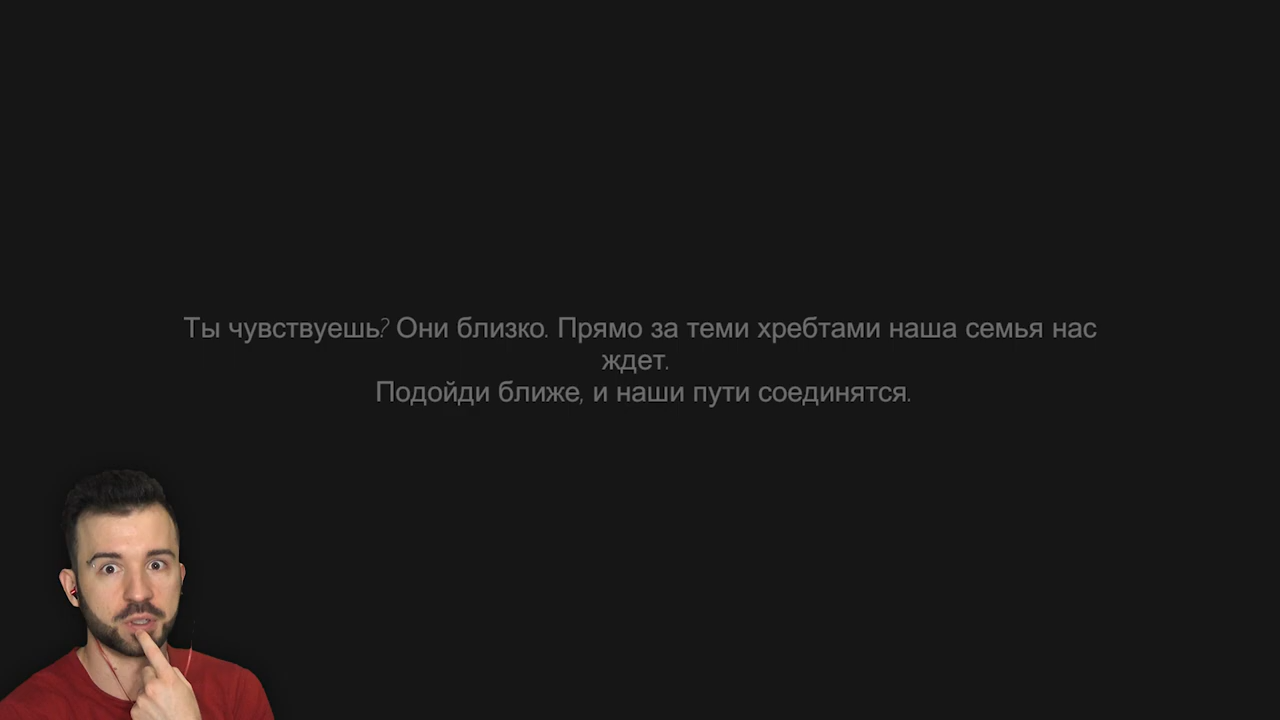 Ты чувствуешь? Они близко. Прямо за теми хребтами наша семья нас
ждет.
Подойди ближе, и наши пути соединятся.